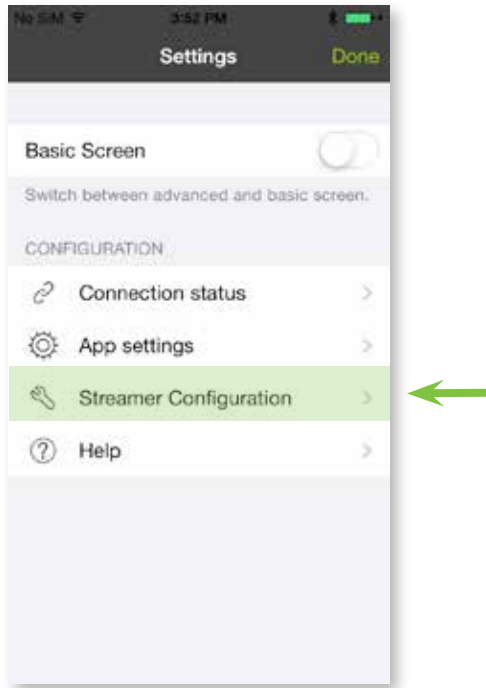 No SIM 3:52 PM
Settings Done
Basic Screen
Switch between advanced and basic screen.
CONFIGURATION
Connection status
App settings
Streamer Configuration
Help